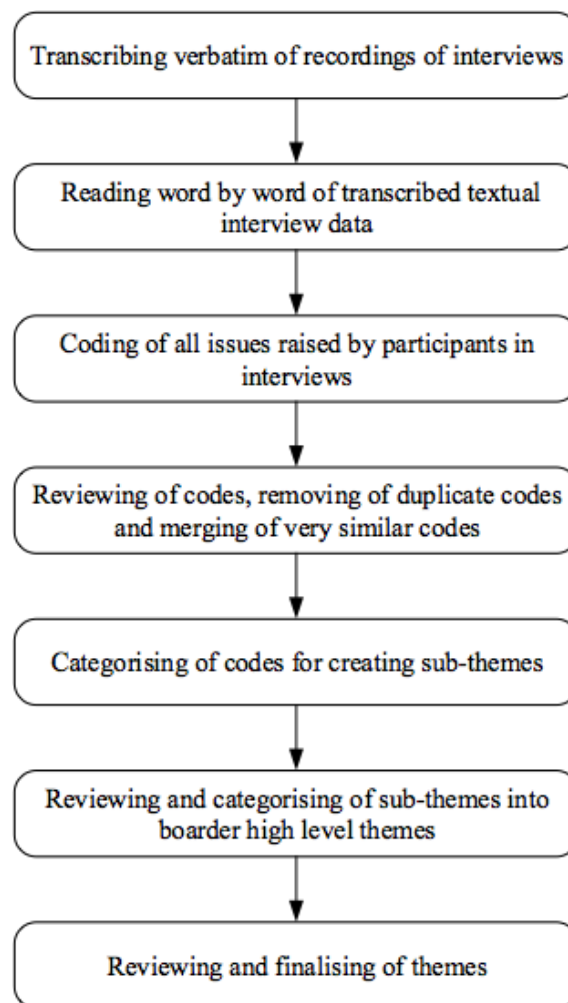 Transcribing verbatim of recordings of interviews
Reading word by word of transcribed textual
interview data
Coding of all issues raised by participants in
interviews
Reviewing of codes, removing of duplicate codes
and merging of very similar codes
Categorising of codes for creating sub-themes
Reviewing and categorising of sub-themes into
boarder high level themes
Reviewing and finalising of themes